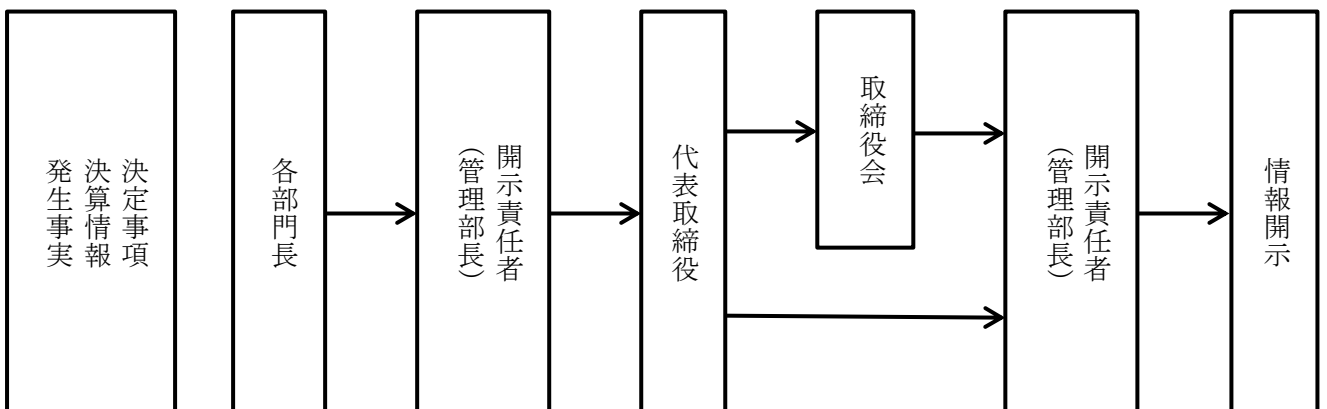 決定事項
決算情報
発生事実
各部門長
開示責任者
（管理部長）
代表取締役
取締役会
開示責任者
（管理部長）
情報開示